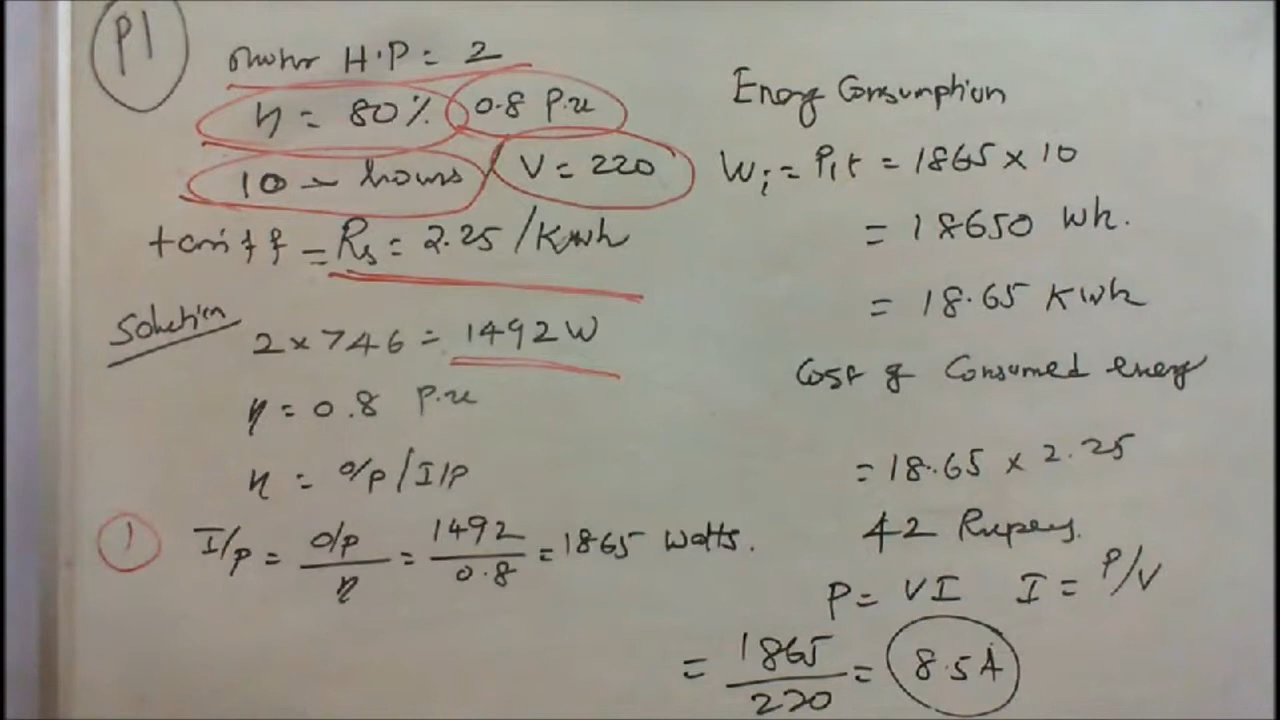 P1
motor H.P = 2
η = 80% 0.8 P.u
10 - hours V = 220
tariff = Rs = 2.25 /Kwh
Solution
2 × 746 = 1492 W
η = 0.8 P.u
η = o/p / I/P
1 I/p = o/p / η = 1492 / 0.8 = 1865 Watts.
Energy Consumption
Wi = P1t = 1865 × 10
= 18650 Wh.
= 18.65 Kwh
Cost of Consumed energy
= 18.65 × 2.25
42 Rupees.
P = VI I = P/V
= 1865 / 220 = 8.5A